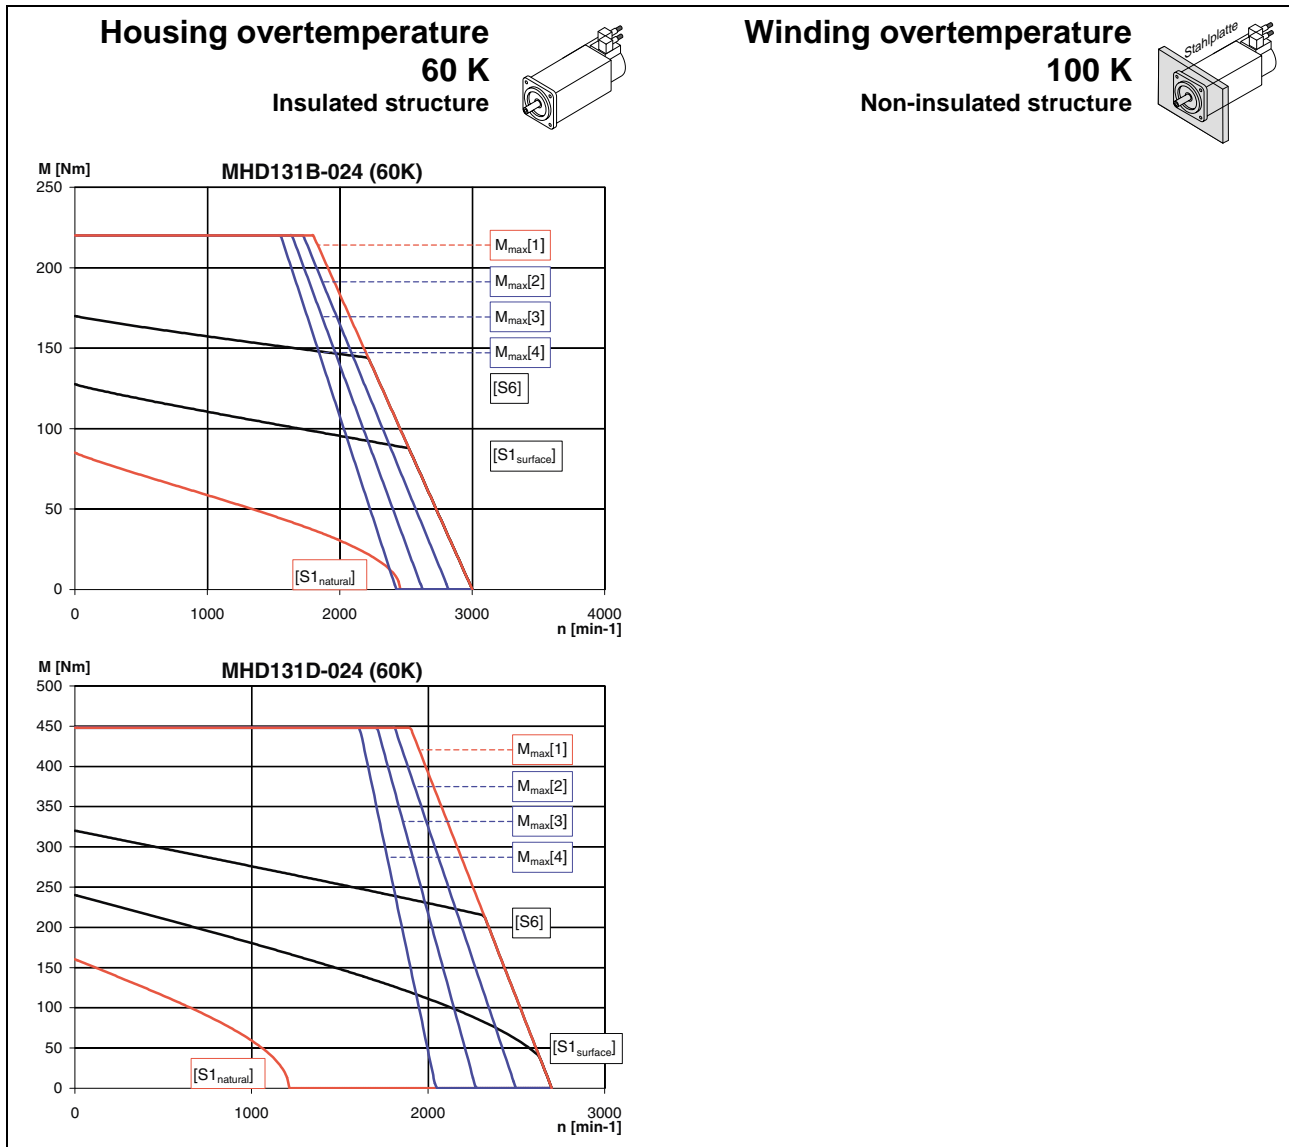 Housing overtemperature
60 K
Insulated structure
Winding overtemperature
100 K
Non-insulated structure
Stahlplatte
M [Nm]
MHD131B-024 (60K)
250
200
150
100
50
0
0 1000 2000 3000 4000
n [min-1]
Mmax[1]
Mmax[2]
Mmax[3]
Mmax[4]
[S6]
[S1surface]
[S1natural]
M [Nm]
MHD131D-024 (60K)
500
450
400
350
300
250
200
150
100
50
0
0 1000 2000 3000
n [min-1]
Mmax[1]
Mmax[2]
Mmax[3]
Mmax[4]
[S6]
[S1surface]
[S1natural]